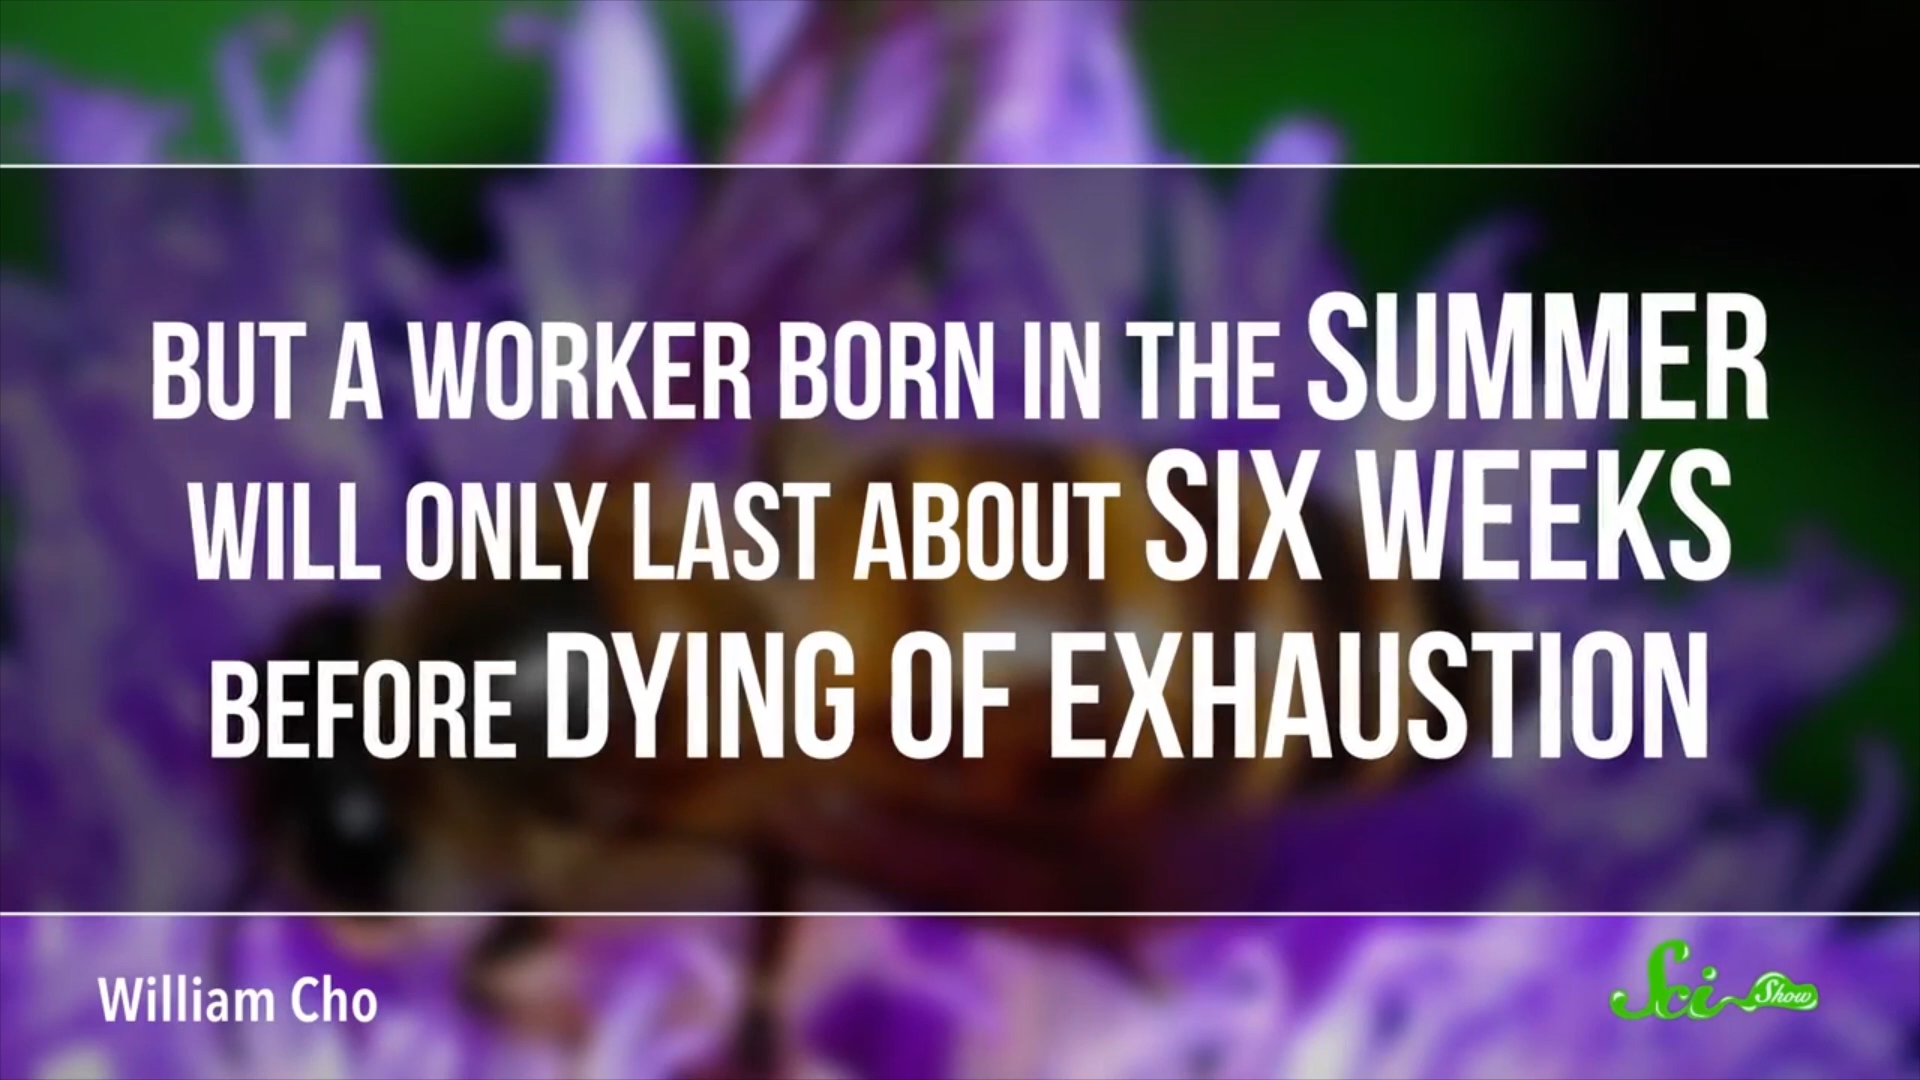 BUT A WORKER BORN IN THE SUMMER
WILL ONLY LAST ABOUT SIX WEEKS
BEFORE DYING OF EXHAUSTION
William Cho
Sci Show